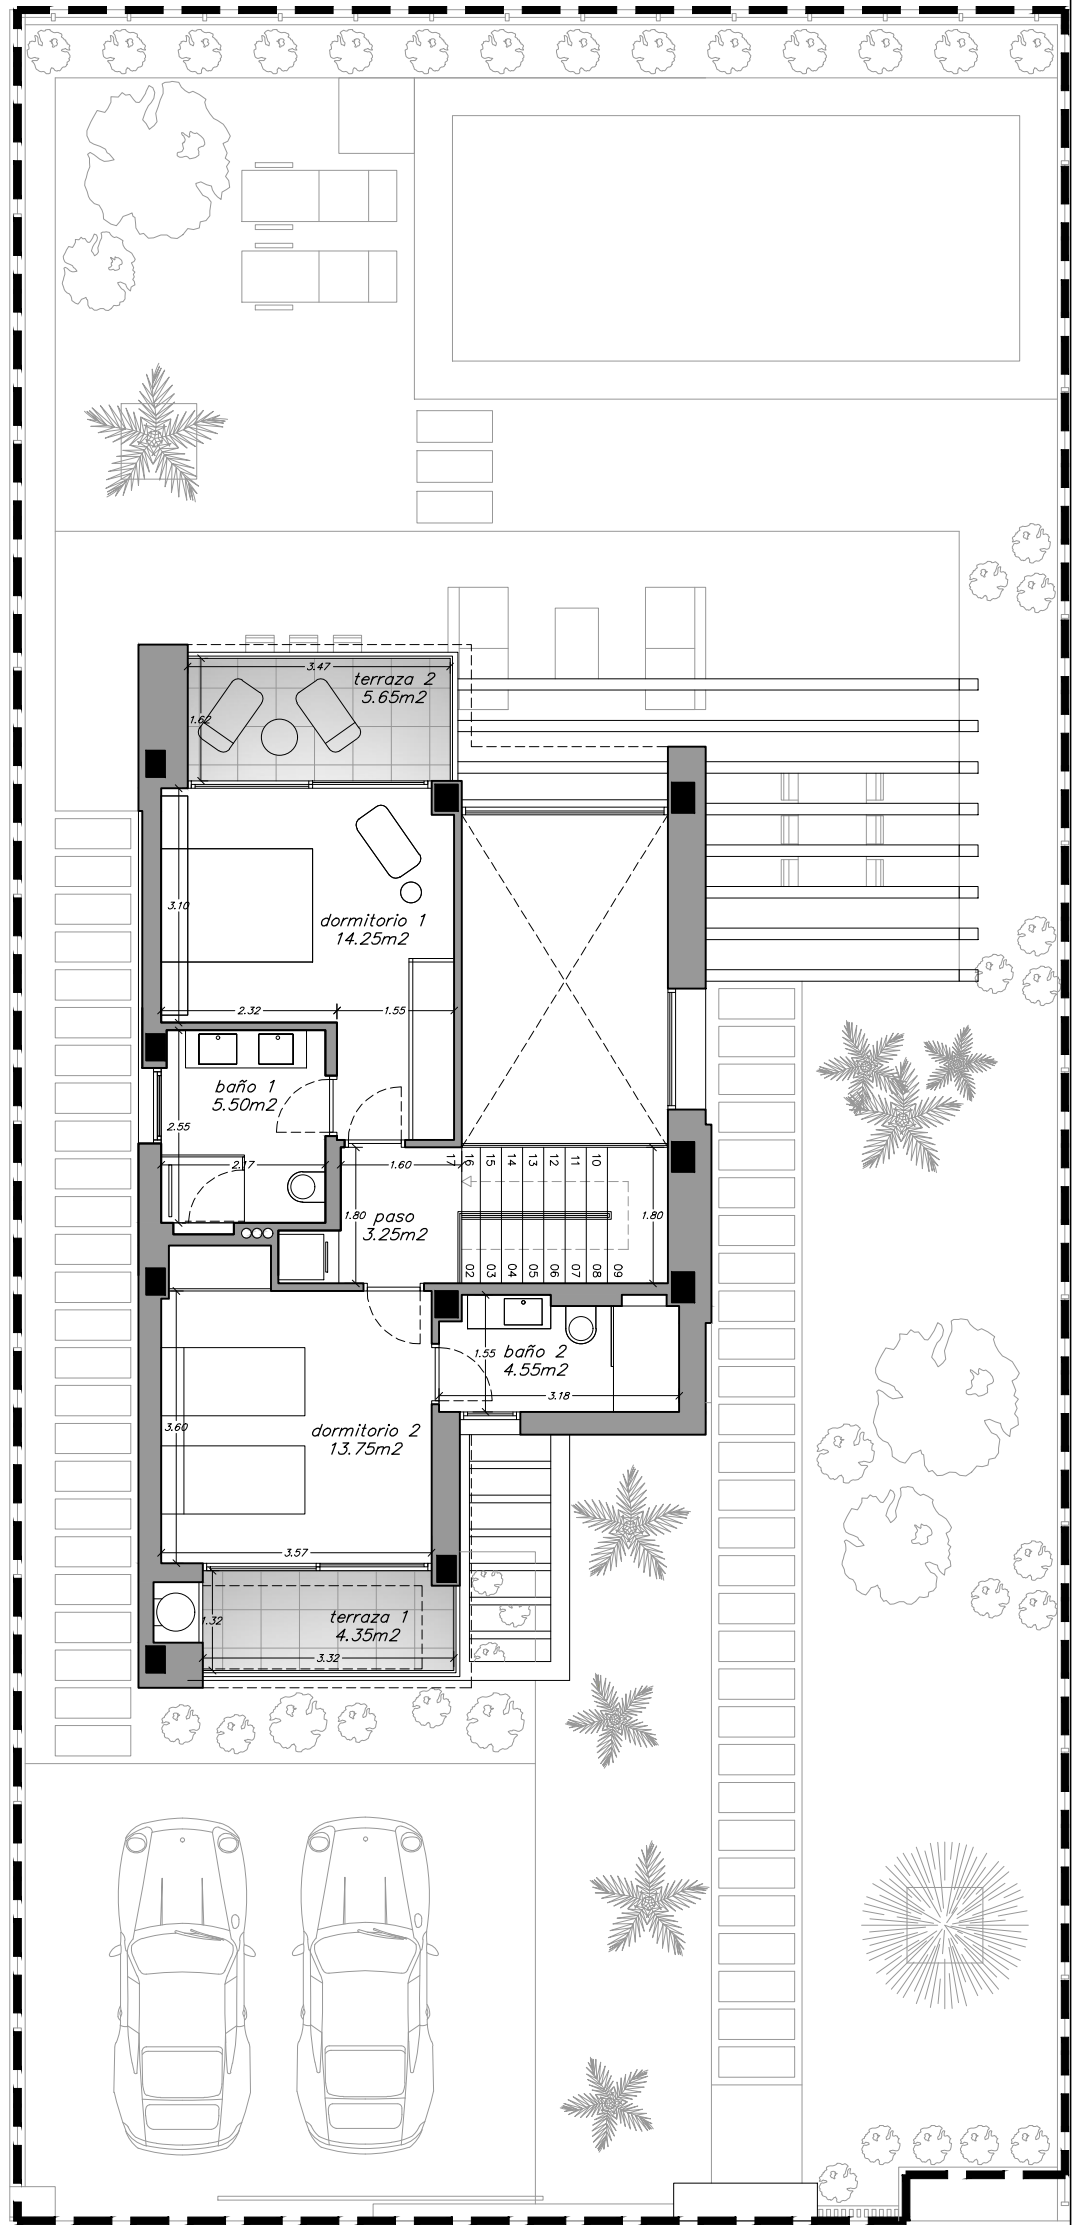 3.47
terraza 2
5.65m2
1.62
3.10
dormitorio 1
14.25m2
2.32
1.55
baño 1
5.50m2
2.55
2.17
1.60
17
16
15
14
13
12
11
10
1.80
paso
3.25m2
1.80
02
03
04
05
06
07
08
09
1.55
baño 2
4.55m2
3.18
3.60
dormitorio 2
13.75m2
3.57
1.32
terraza 1
4.35m2
3.32